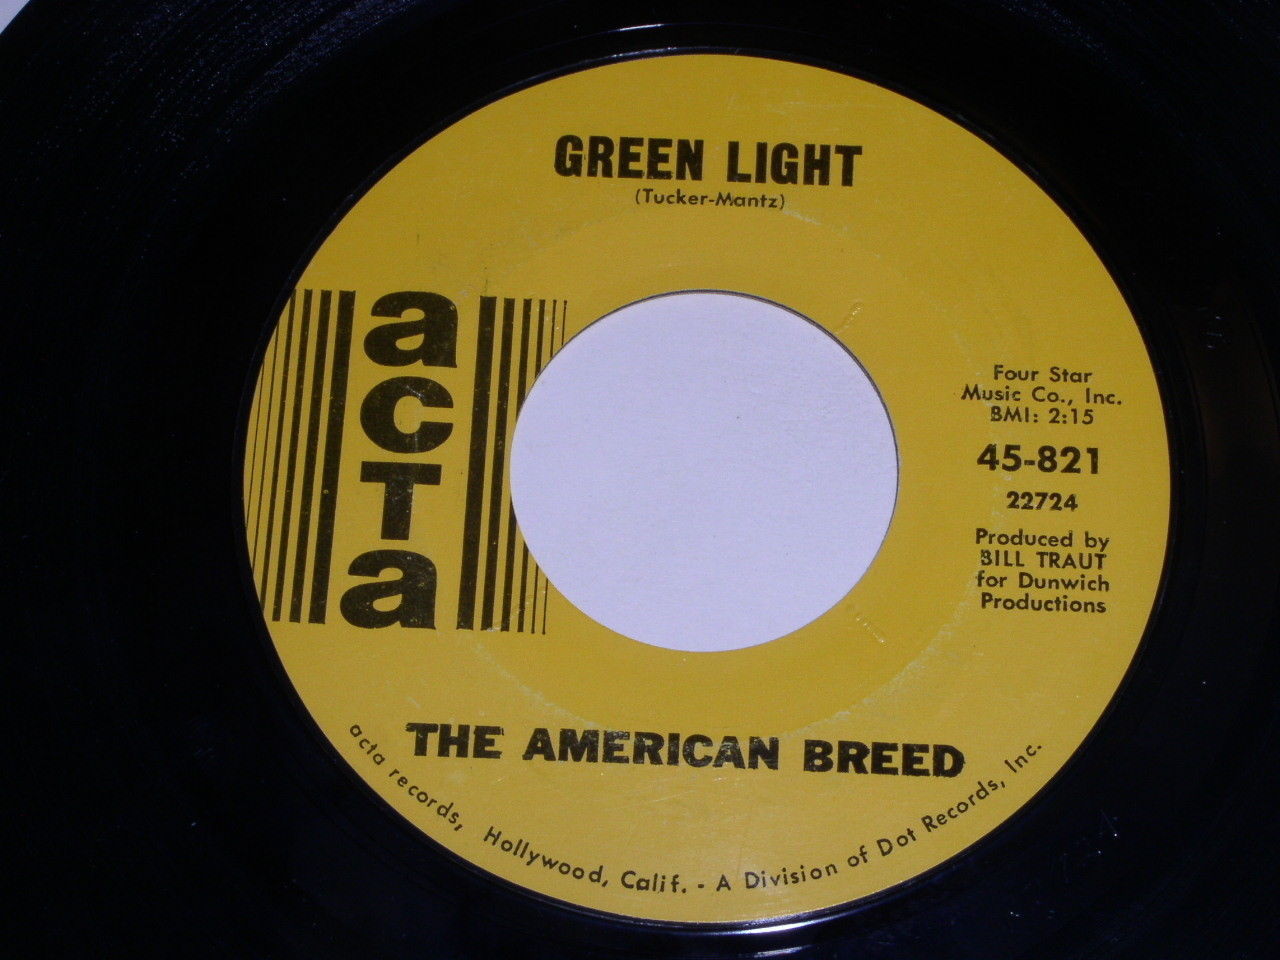 GREEN LIGHT
(Tucker-Mantz)
acTa
Four Star
Music Co., Inc.
BMI: 2:15
45-821
22724
Produced by
BILL TRAUT
for Dunwich
Productions
THE AMERICAN BREED
acta records, Hollywood, Calif. - A Division of Dot Records, Inc.